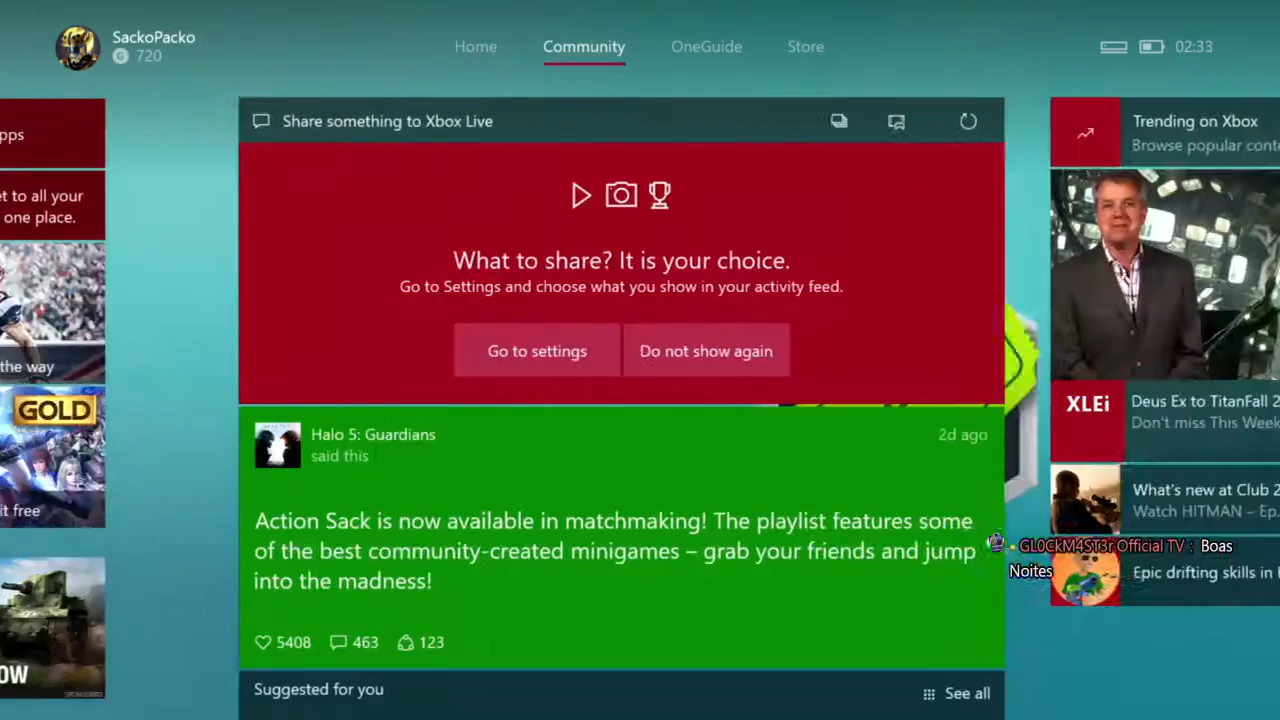 SackoPacko
G 720
Home
Community
OneGuide
Store
02:33
pps
et to all your
one place.
the way
GOLD
it free
OW
SPONSORED
Share something to Xbox Live
What to share? It is your choice.
Go to Settings and choose what you show in your activity feed.
Go to settings
Do not show again
Halo 5: Guardians
said this
2d ago
Action Sack is now available in matchmaking! The playlist features some
of the best community-created minigames – grab your friends and jump
into the madness!
5408
463
123
Suggested for you
See all
Trending on Xbox
Browse popular conte
XLEi
Deus Ex to TitanFall 2
Don't miss This Week
What's new at Club 2
Watch HITMAN – Ep.
GL0CkM4ST3r Official TV : Boas
Noites
Epic drifting skills in